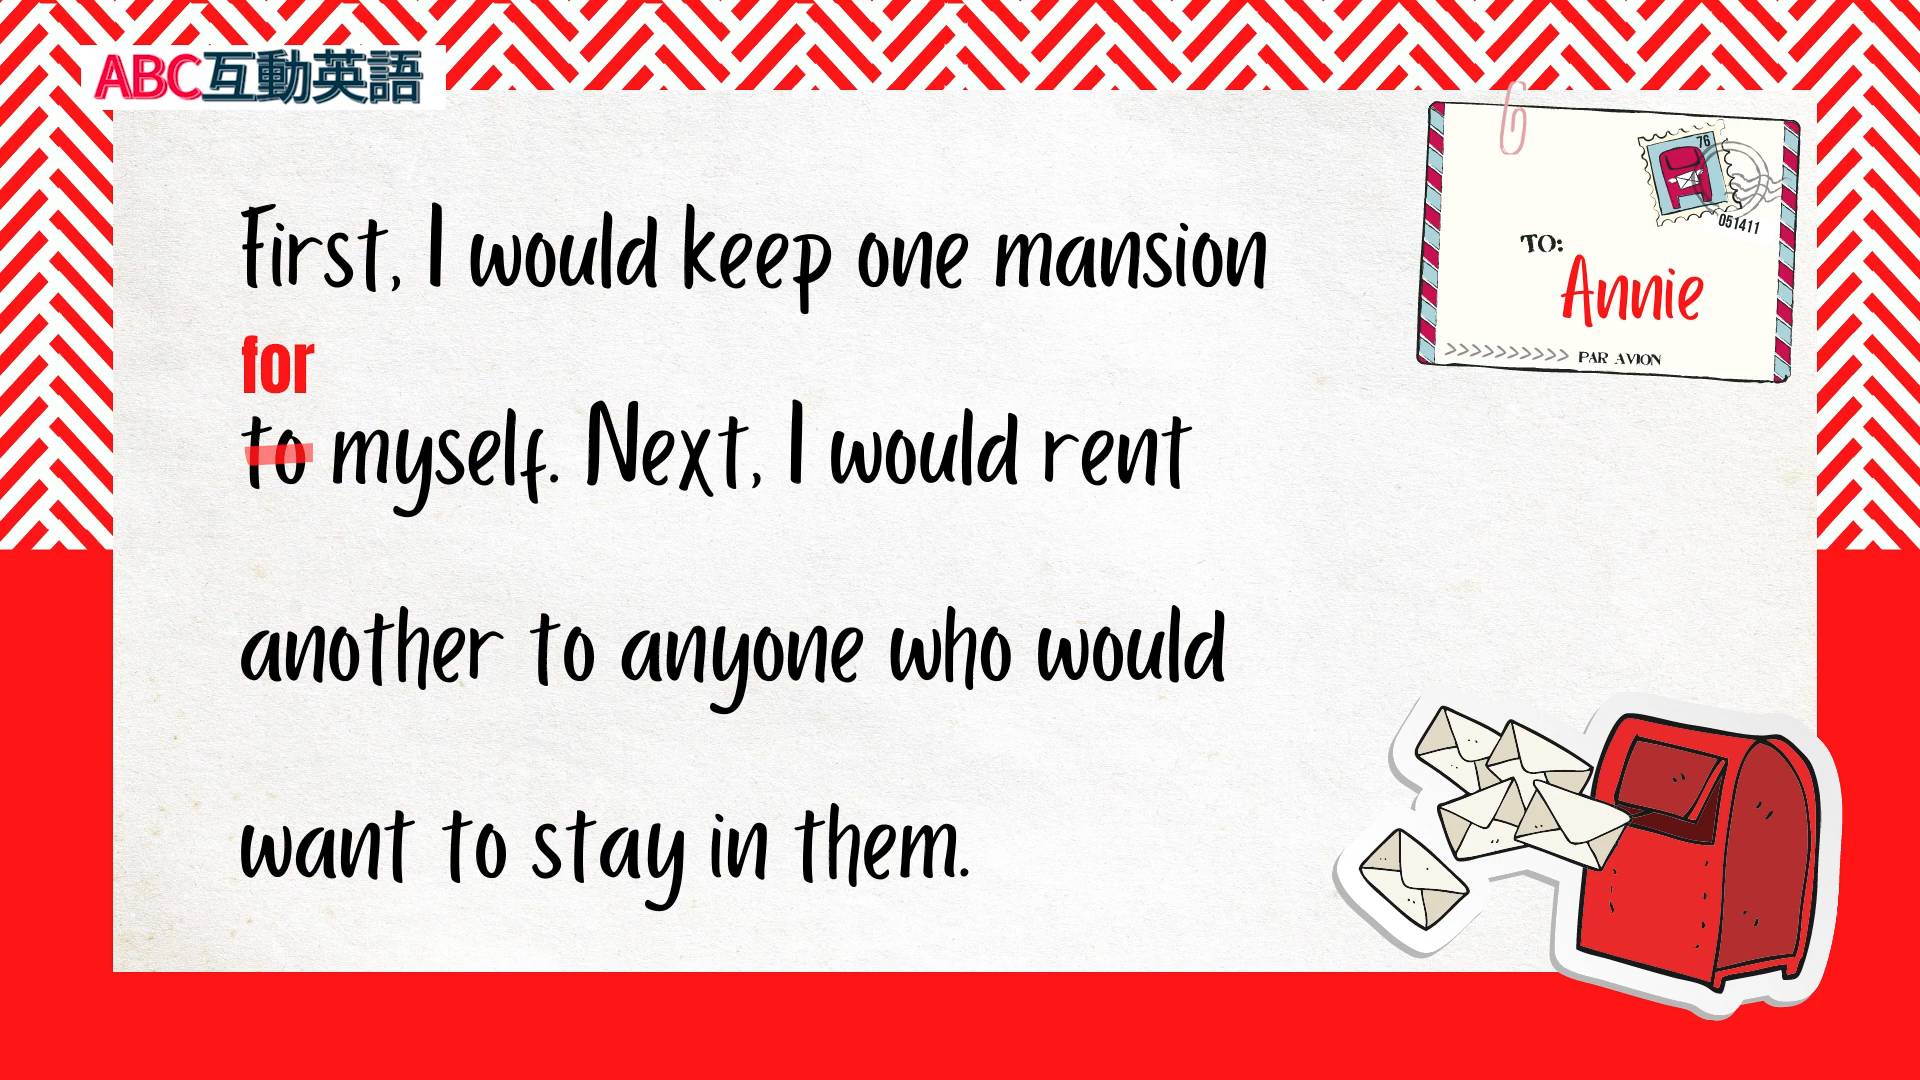 ABC互動英語
First, I would keep one mansion
for
to myself. Next, I would rent
another to anyone who would
want to stay in them.
76
051411
TO:
Annie
>>>>>>>>>> PAR AVION